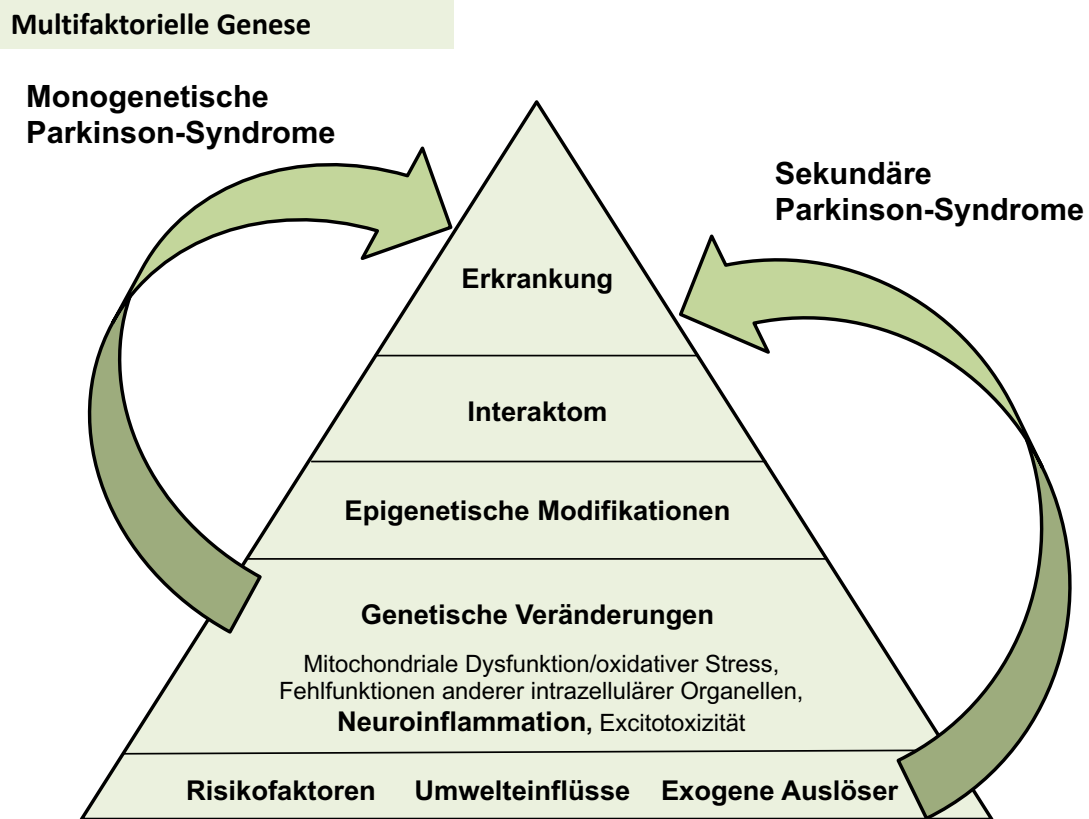 Multifaktorielle Genese
Monogenetische
Parkinson-Syndrome
Sekundäre
Parkinson-Syndrome
Erkrankung
Interaktom
Epigenetische Modifikationen
Genetische Veränderungen
Mitochondriale Dysfunktion/oxidativer Stress,
Fehlfunktionen anderer intrazellulärer Organellen,
Neuroinflammation, Excitotoxizität
Risikofaktoren Umwelteinflüsse Exogene Auslöser